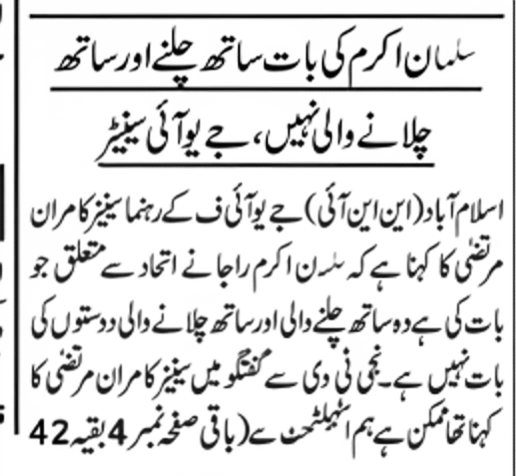 سلمان اکرم کی بات ساتھ چلنے اور ساتھ
چلانے والی نہیں، جے یو آئی سینیٹر
اسلام آباد (این این آئی) جے یو آئی ف کے رہنما سینیٹر کامران
مرتضیٰ کا کہنا ہے کہ سلمان اکرم راجا نے اتحاد سے متعلق جو
بات کی ہے وہ ساتھ چلنے والی اور ساتھ چلانے والی دوستوں کی
بات نہیں ہے۔ نجی ٹی وی سے گفتگو میں سینیٹر کامران مرتضیٰ کا
کہنا تھا ممکن ہے ہم اسٹیبلشمنٹ سے (باقی صفحہ نمبر 4 بقیہ 42